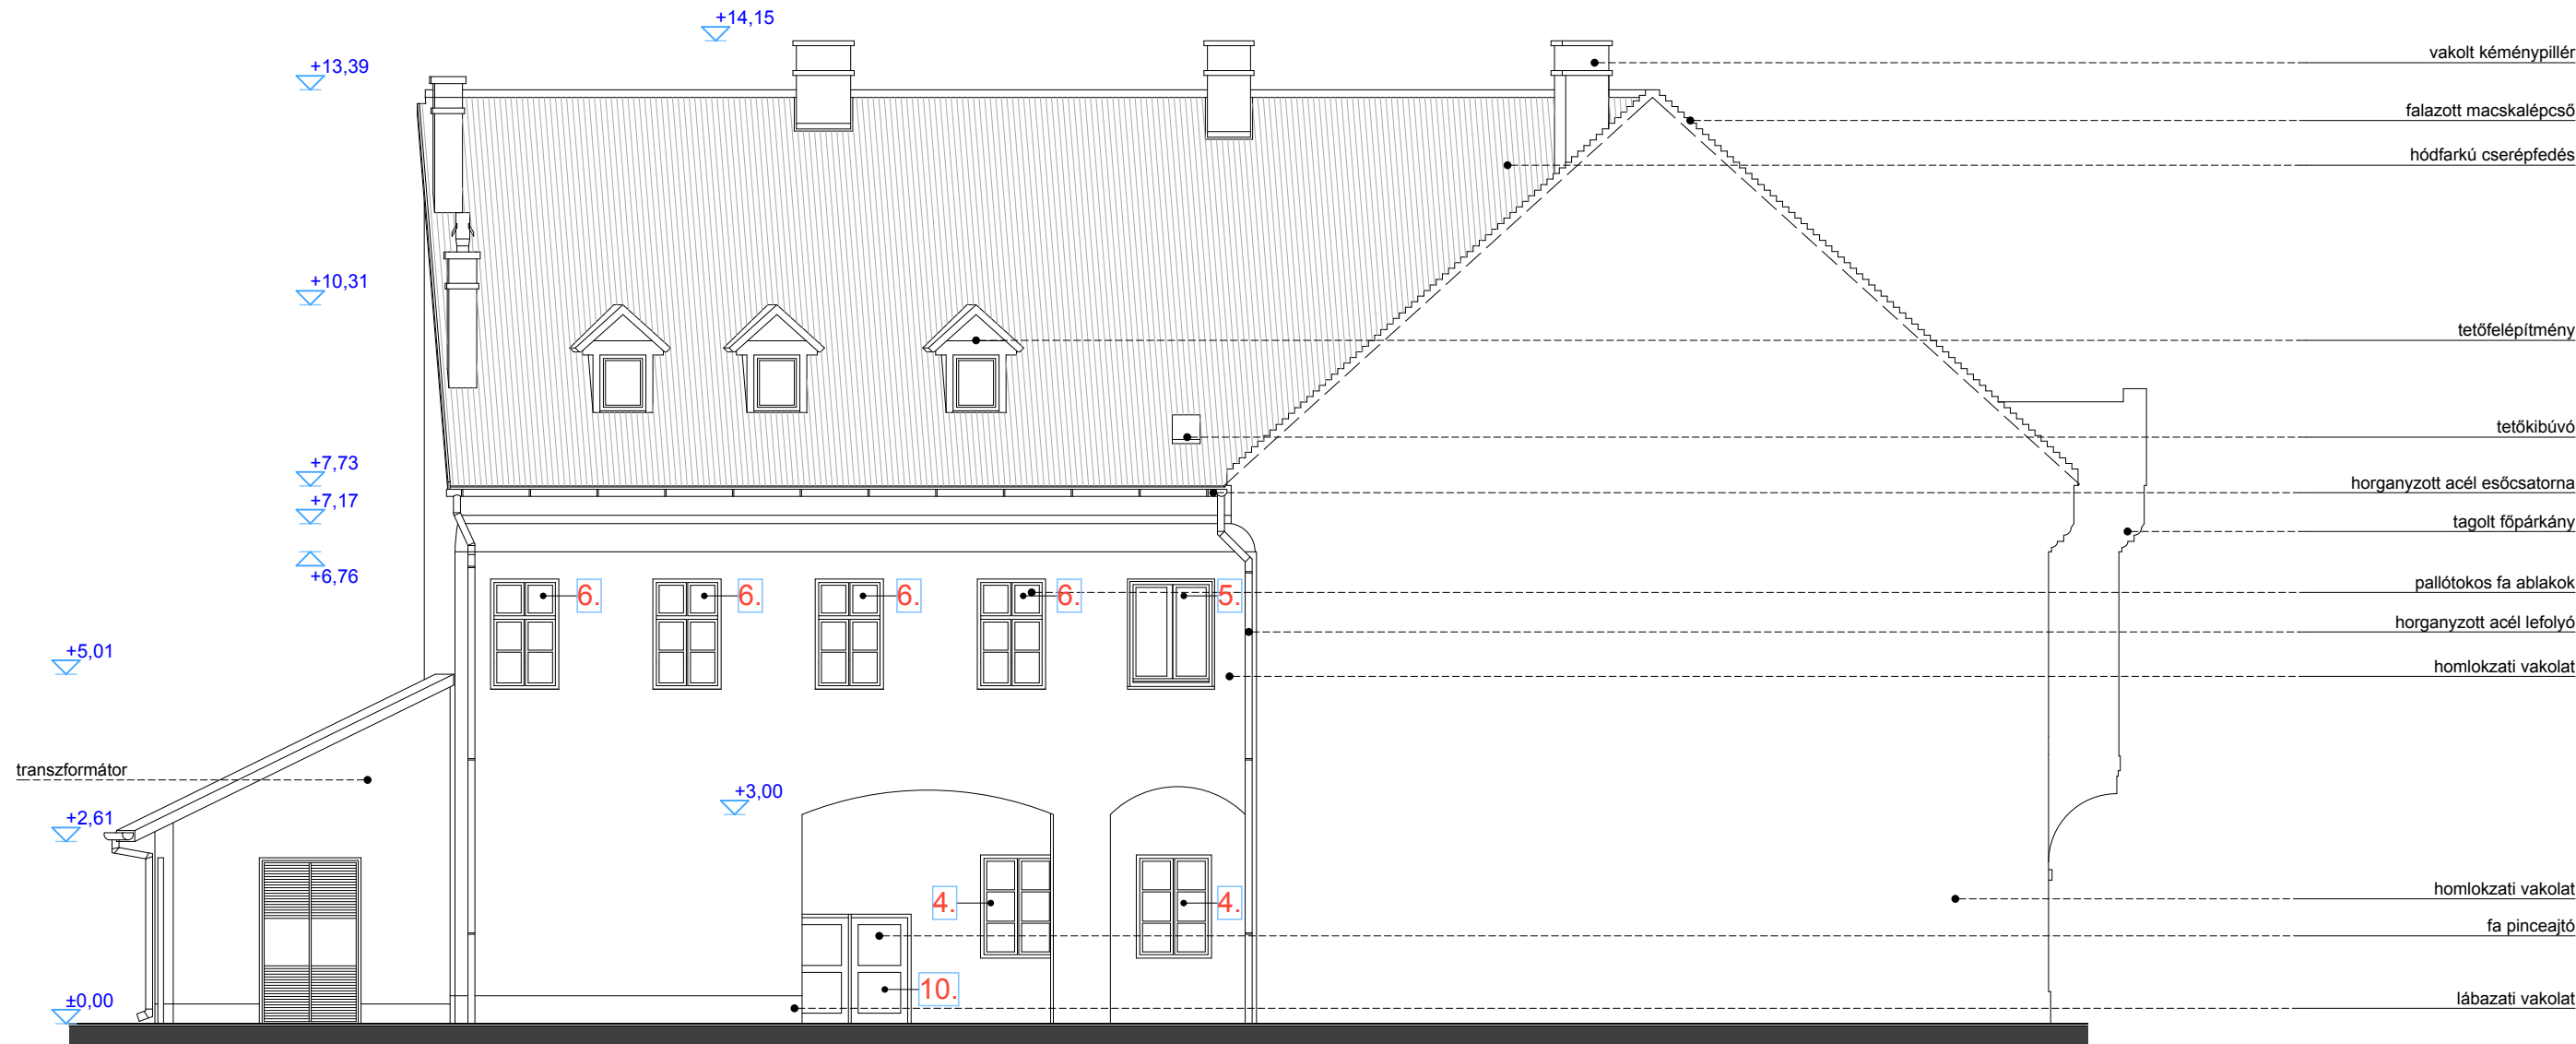 +14,15
+13,39
+10,31
+7,73
+7,17
+6,76
+5,01
+2,61
+3,00
±0,00
transzformátor
6.
6.
6.
6.
5.
4.
4.
10.
vakolt kéménypillér
falazott macskalépcső
hódfarkú cserépfedés
tetőfelépítmény
tetőkibúvó
horganyzott acél esőcsatorna
tagolt főpárkány
pallótokos fa ablakok
horganyzott acél lefolyó
homlokzati vakolat
homlokzati vakolat
fa pinceajtó
lábazati vakolat